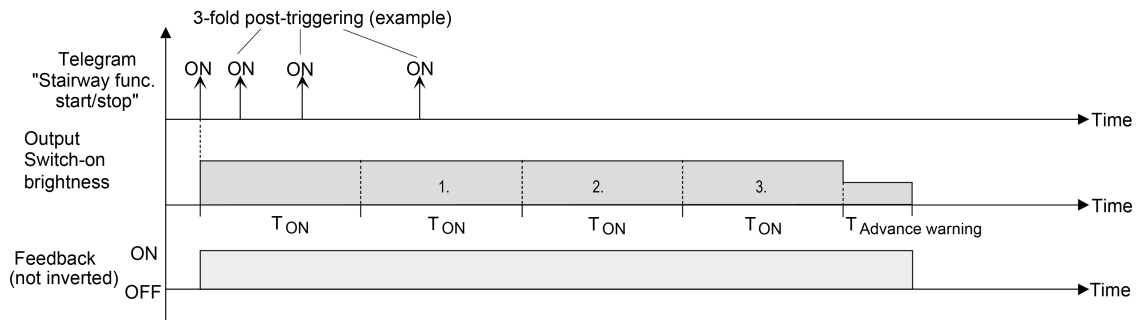 3-fold post-triggering (example)
Telegram
"Stairway func.
start/stop"
ON ON ON ON
Time
Output
Switch-on
brightness
1. 2. 3.
Time
T ON T ON T ON T ON T Advance warning
Feedback
(not inverted)
ON
OFF
Time